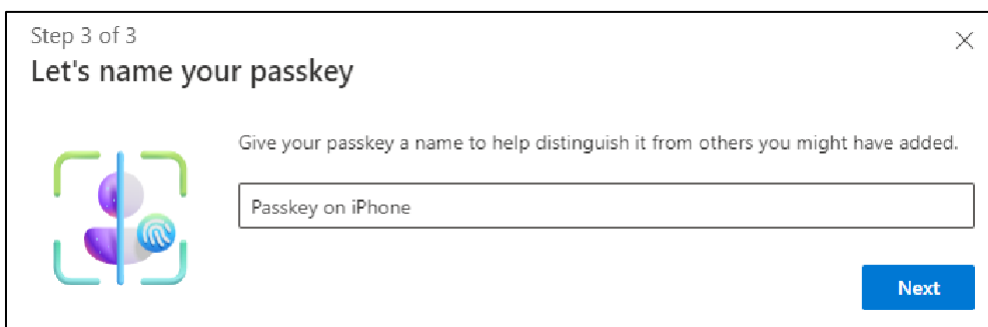 Step 3 of 3
Let's name your passkey
Give your passkey a name to help distinguish it from others you might have added.
Passkey on iPhone
Next